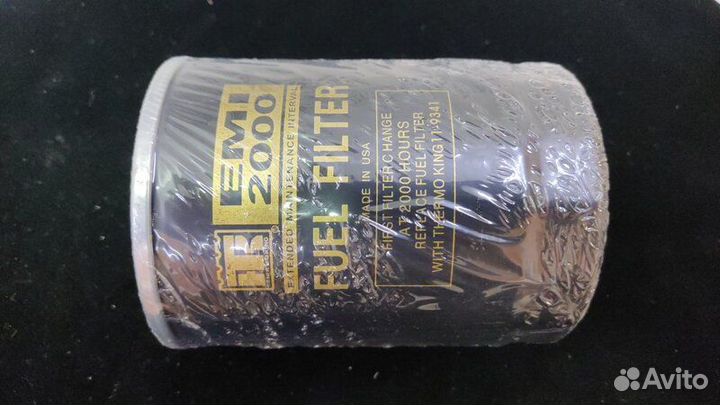 EMI
2000
EXTENDED MAINTENANCE INTERVAL
FUEL FILTER
MADE IN USA
FIRST FILTER CHANGE
AT 2000 HOURS
REPLACE FUEL FILTER
WITH THERMO KING 11-9341
Avito